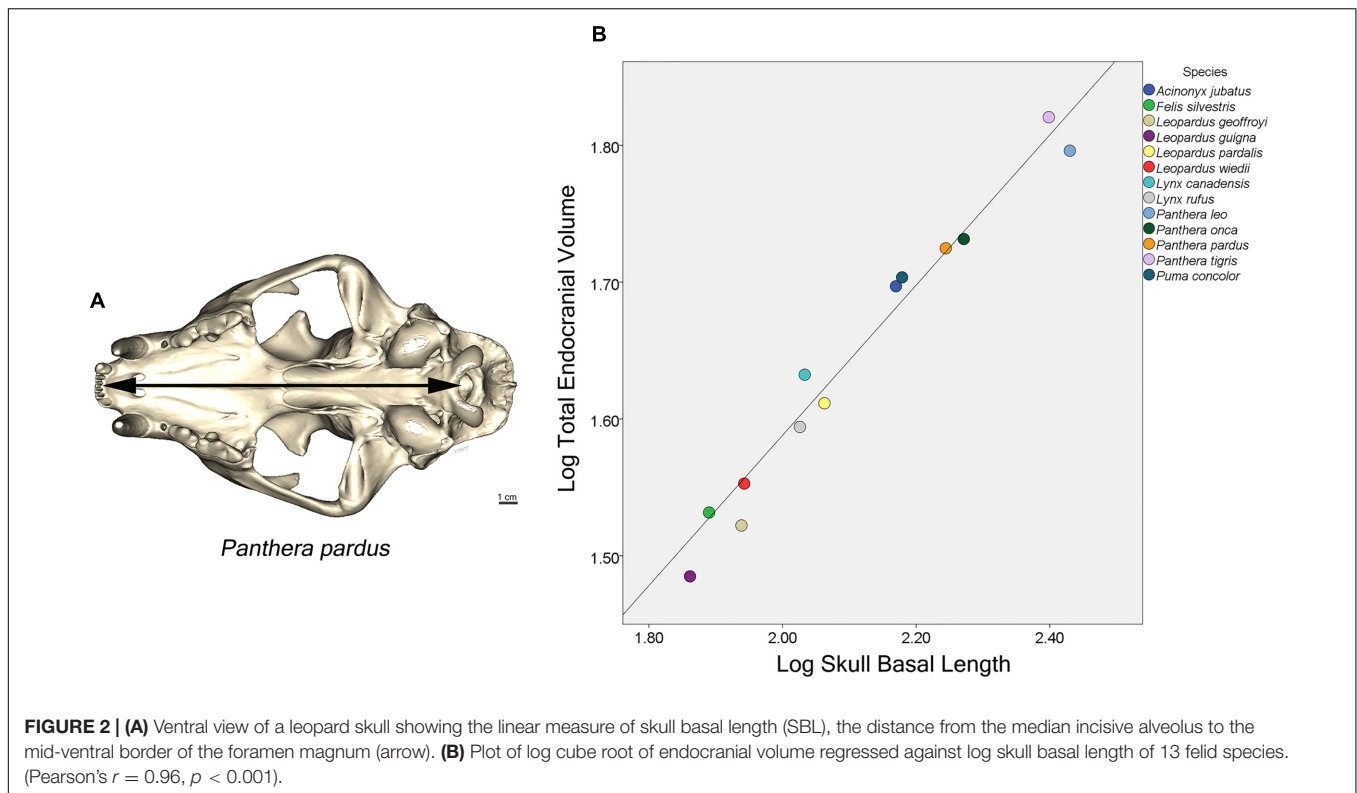 A
1 cm
Panthera pardus
B
Log Total Endocranial Volume
1.80
1.70
1.60
1.50
1.80 2.00 2.20 2.40
Log Skull Basal Length
Species
Acinonyx jubatus
Felis silvestris
Leopardus geoffroyi
Leopardus guigna
Leopardus pardalis
Leopardus wiedii
Lynx canadensis
Lynx rufus
Panthera leo
Panthera onca
Panthera pardus
Panthera tigris
Puma concolor
FIGURE 2 | (A) Ventral view of a leopard skull showing the linear measure of skull basal length (SBL), the distance from the median incisive alveolus to the
mid-ventral border of the foramen magnum (arrow). (B) Plot of log cube root of endocranial volume regressed against log skull basal length of 13 felid species.
(Pearson's r = 0.96, p < 0.001).